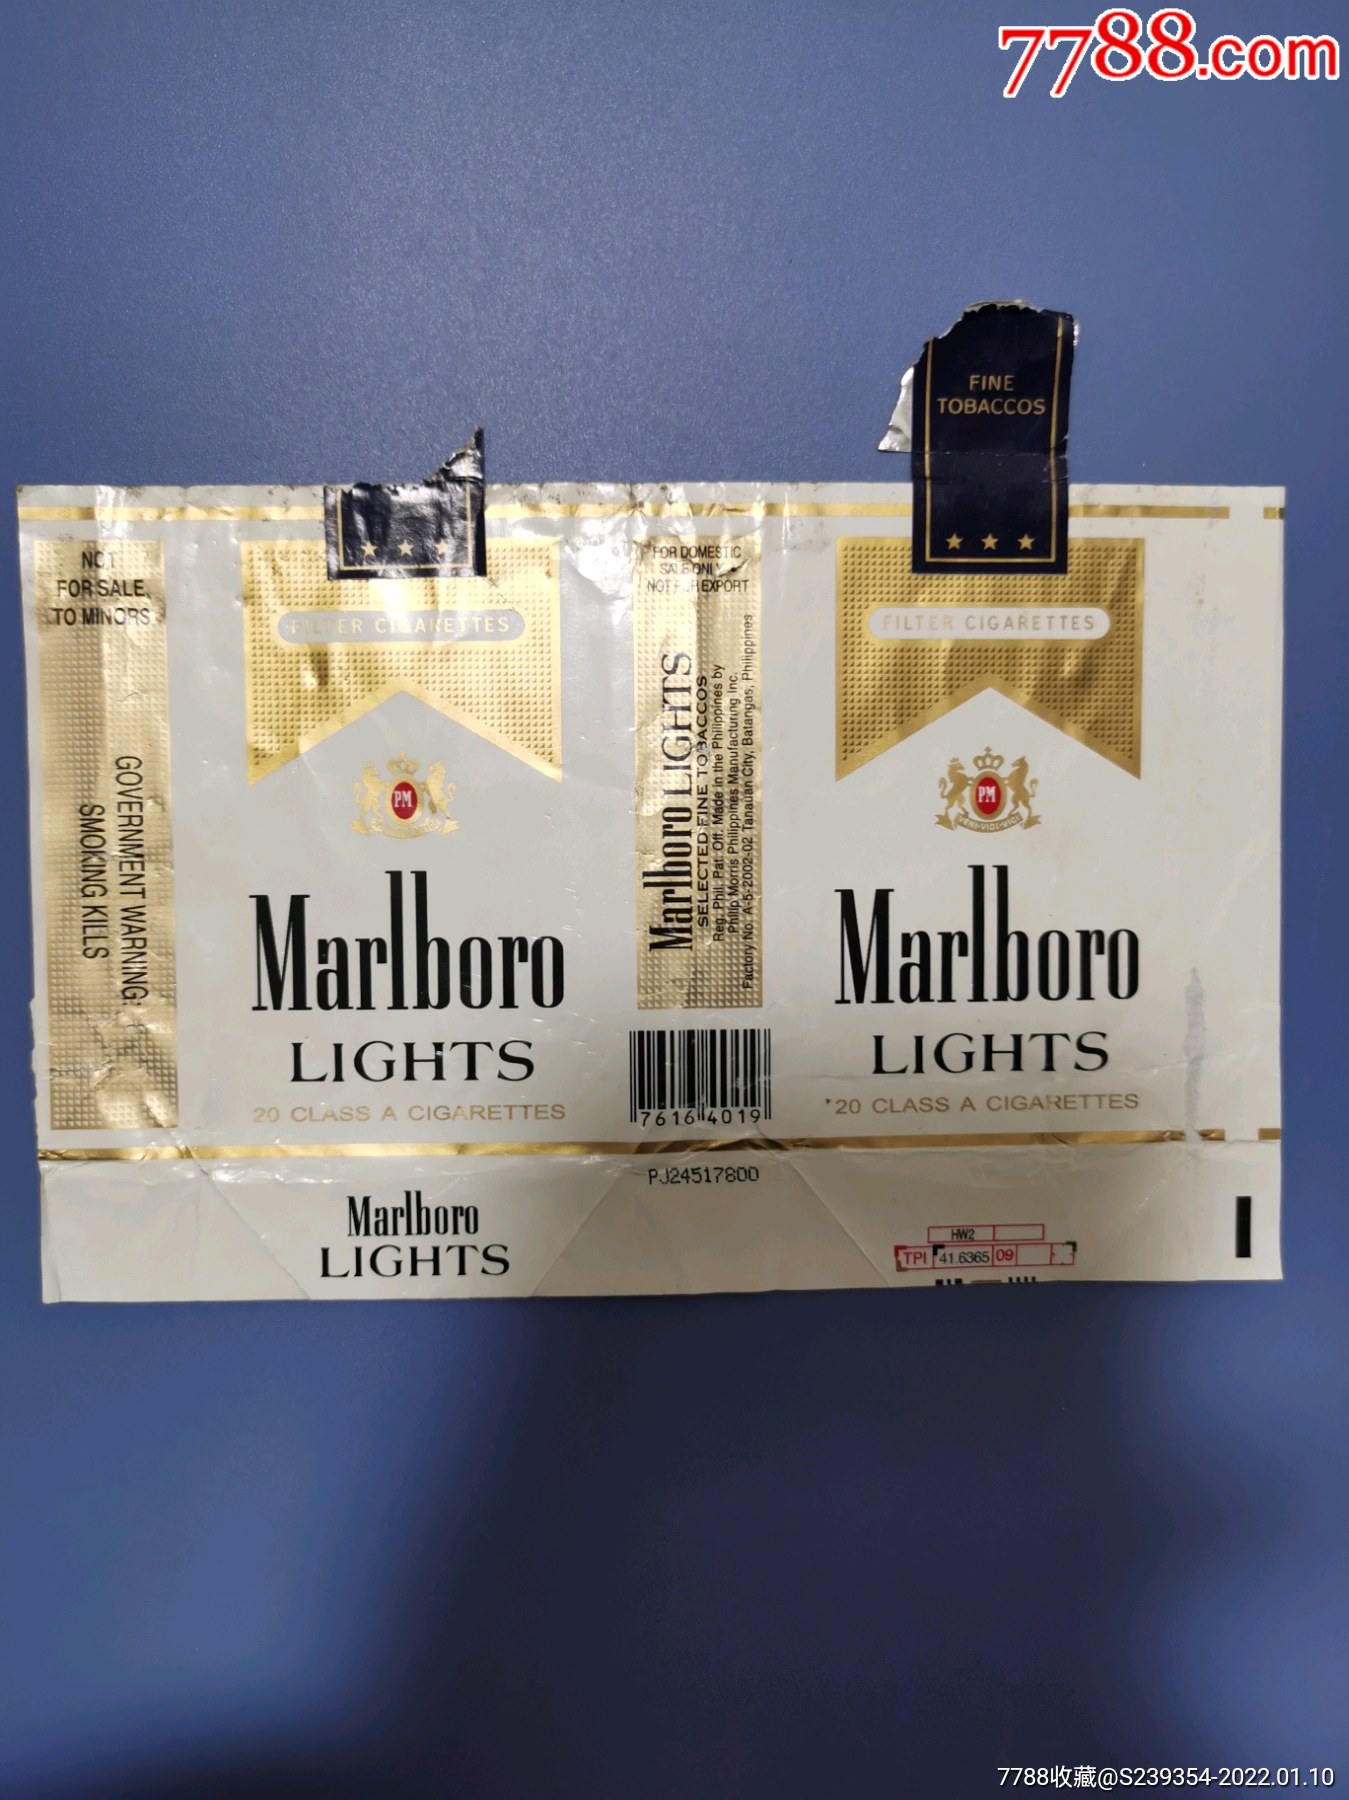 7788.com
FINE
TOBACCOS
NOT
FOR SALE
TO MINORS
GOVERNMENT WARNING:
SMOKING KILLS
FILTER CIGARETTES
PM
Marlboro
LIGHTS
20 CLASS A CIGARETTES
FOR DOMESTIC
SALE ONLY
NOT FOR EXPORT
Marlboro LIGHTS
SELECTED FINE TOBACCOS
Reg. Phil. Pat. Off. Made in the Philippines by
Philip Morris Philippines Manufacturing Inc.
Factory No. A-5-2002-02 Tanauan City, Batangas, Philippines
7616 4019
FILTER CIGARETTES
PM
VENI·VIDI·VICI
Marlboro
LIGHTS
20 CLASS A CIGARETTES
Marlboro
LIGHTS
PJ24517800
HW2
TPI 41.6365 09
7788收藏@S239354-2022.01.10